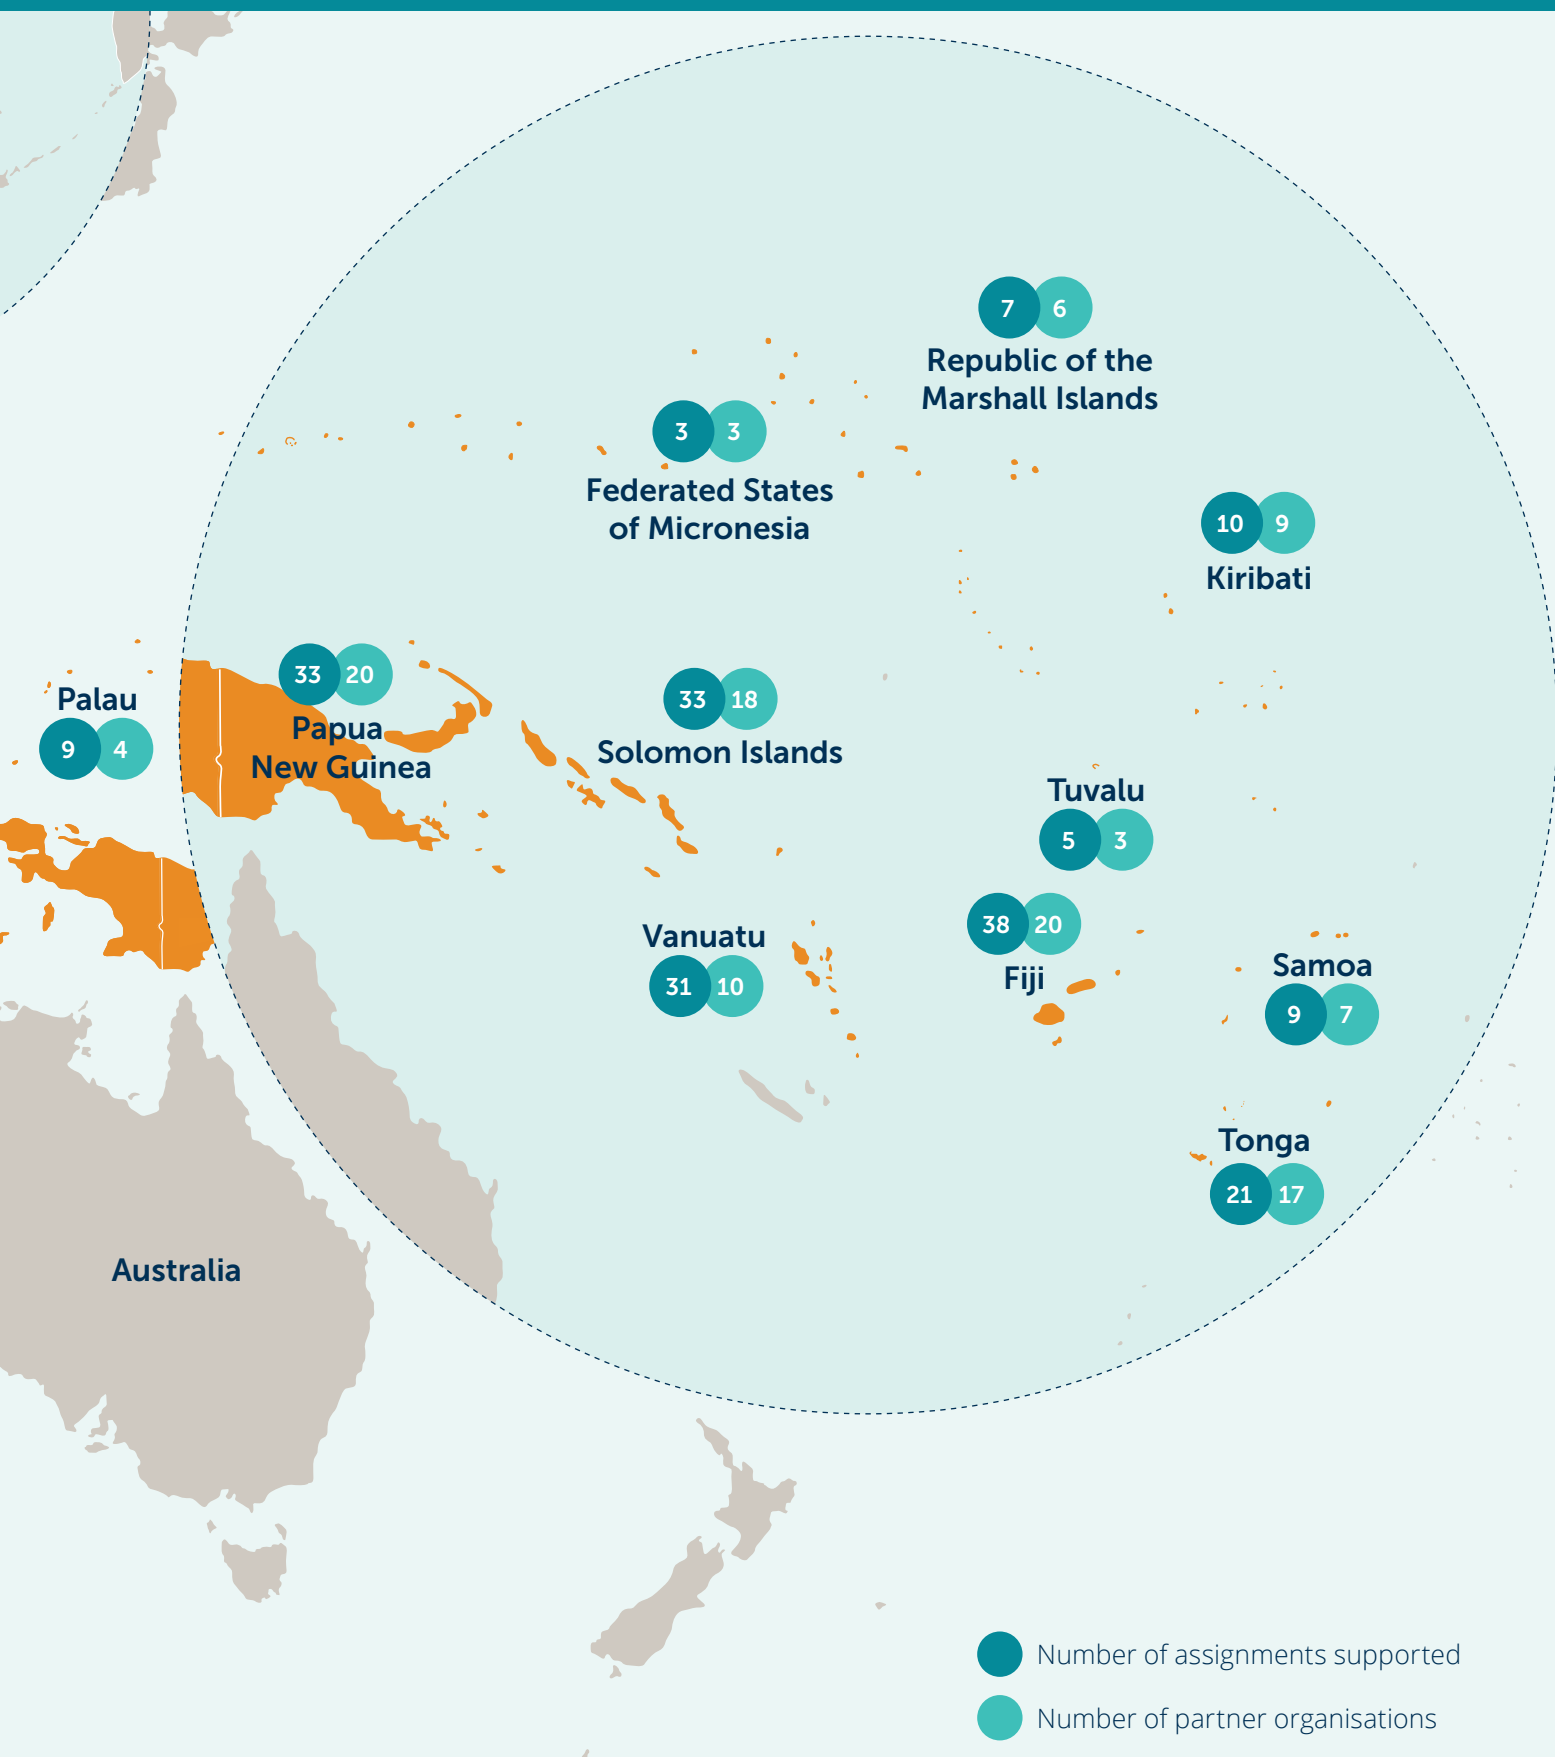 7 6
Republic of the
Marshall Islands
3 3
Federated States
of Micronesia
10 9
Kiribati
33 20
Papua
New Guinea
Palau
9 4
33 18
Solomon Islands
Tuvalu
5 3
38 20
Fiji
Vanuatu
31 10
Samoa
9 7
Tonga
21 17
Australia
Number of assignments supported
Number of partner organisations